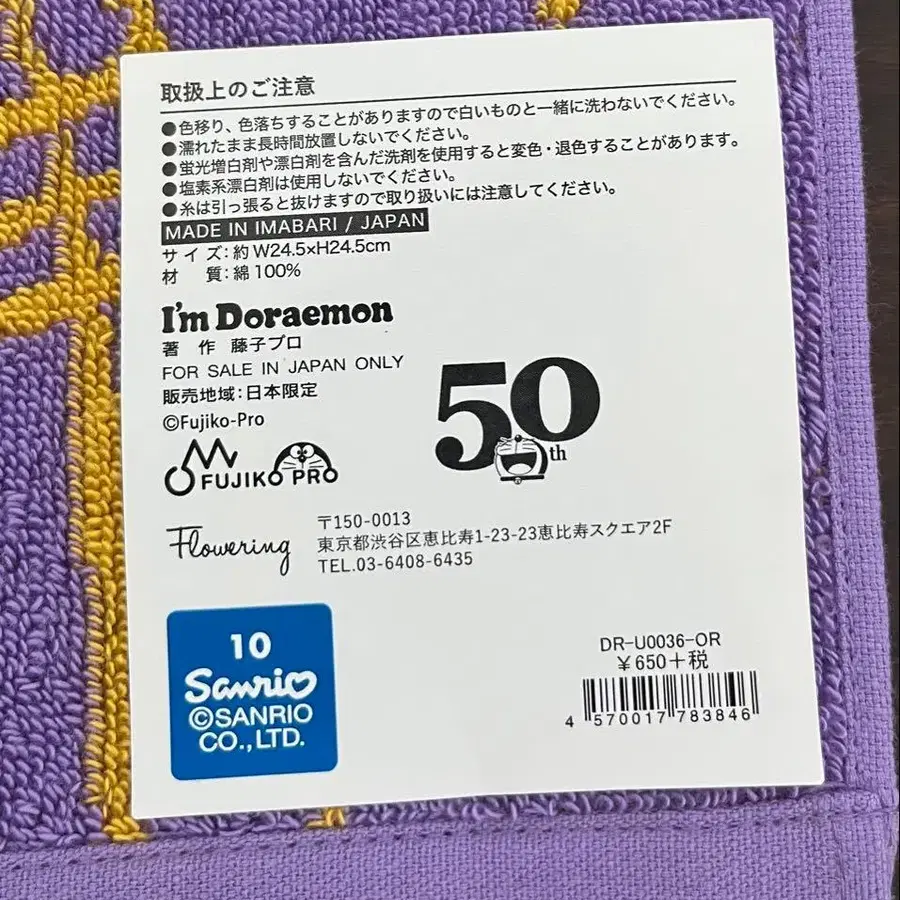 取扱上のご注意
●色移り、色落ちすることがありますので白いものと一緒に洗わないでください。
●濡れたまま長時間放置しないでください。
●蛍光増白剤や漂白剤を含んだ洗剤を使用すると変色・退色することがあります。
●塩素系漂白剤は使用しないでください。
●糸は引っ張ると抜けますので取り扱いには注意してください。
MADE IN IMABARI / JAPAN
サイズ：約W24.5×H24.5cm
材　質：綿100%
I'm Doraemon
著　作　藤子プロ
FOR SALE IN JAPAN ONLY
販売地域：日本限定
©Fujiko-Pro
FUJIKO PRO
50th
Flowering
〒150-0013
東京都渋谷区恵比寿1-23-23恵比寿スクエア2F
TEL.03-6408-6435
10
Sanrio
©SANRIO
CO.,LTD.
DR-U0036-OR
￥650+税
4 570017 783846